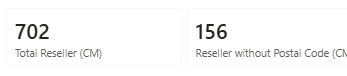 702
Total Reseller (CM)
156
Reseller without Postal Code (CM